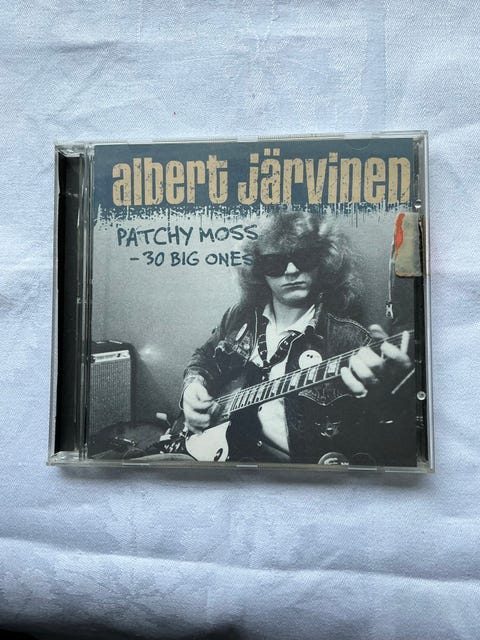 albert järvinen
PATCHY MOSS
- 30 BIG ONES